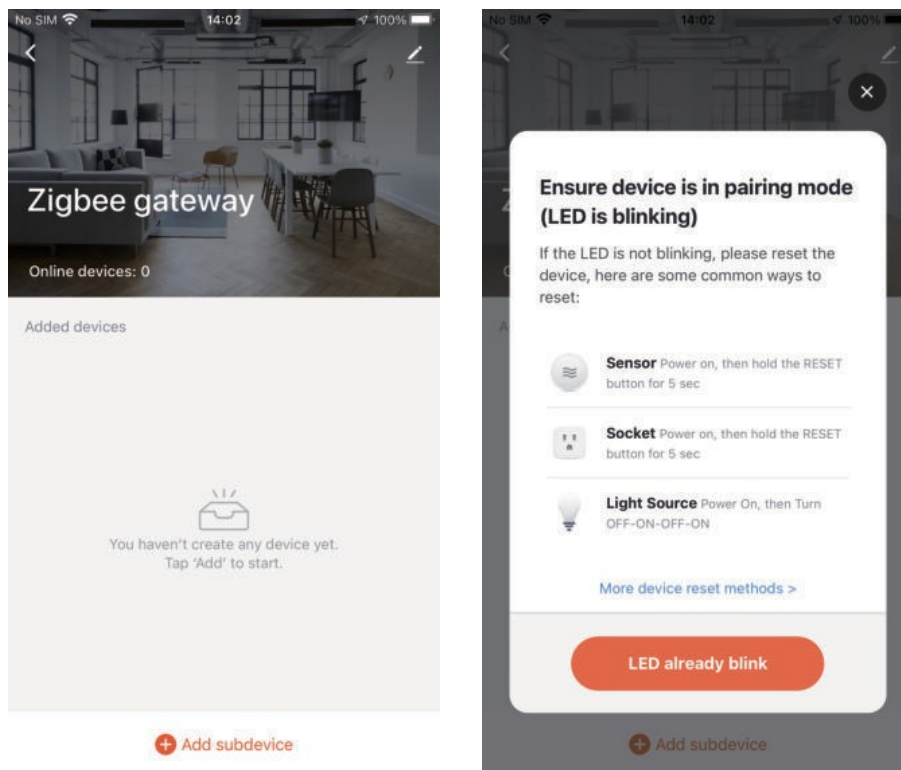 No SIM 14:02 100%
Zigbee gateway
Online devices: 0
Added devices
You haven't create any device yet.
Tap 'Add' to start.
Add subdevice
No SIM 14:02 100%
Ensure device is in pairing mode
(LED is blinking)
If the LED is not blinking, please reset the
device, here are some common ways to
reset:
Sensor Power on, then hold the RESET
button for 5 sec
Socket Power on, then hold the RESET
button for 5 sec
Light Source Power On, then Turn
OFF-ON-OFF-ON
More device reset methods >
LED already blink
Add subdevice